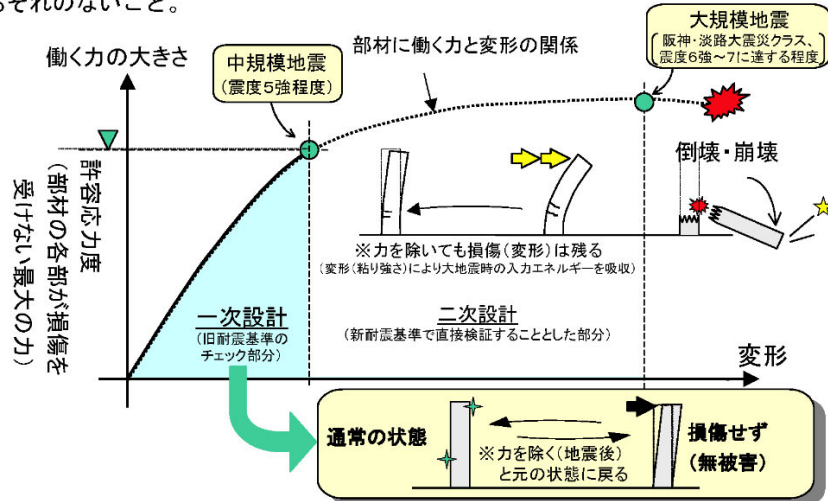 おそれのないこと。
働く力の大きさ
中規模地震
（震度５強程度）
部材に働く力と変形の関係
大規模地震
阪神・淡路大震災クラス、
震度６強～７に達する程度
許容応力度
（部材の各部が損傷を
受けない最大の力）
倒壊・崩壊
※力を除いても損傷（変形）は残る
（変形（粘り強さ）により大地震時の入力エネルギーを吸収）
一次設計
（旧耐震基準の
チェック部分）
二次設計
（新耐震基準で直接検証することとした部分）
変形
通常の状態
※力を除く（地震後）
と元の状態に戻る
損傷せず
（無被害）